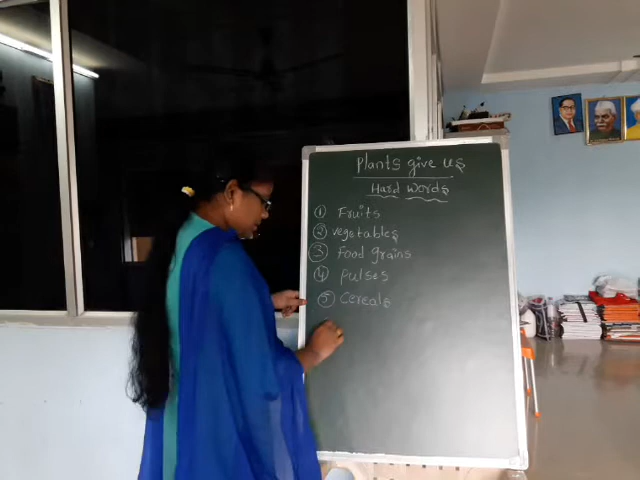 Plants give us
Hard Words
① Fruits
② vegetables
③ Food grains
④ pulses
⑤ Cereals